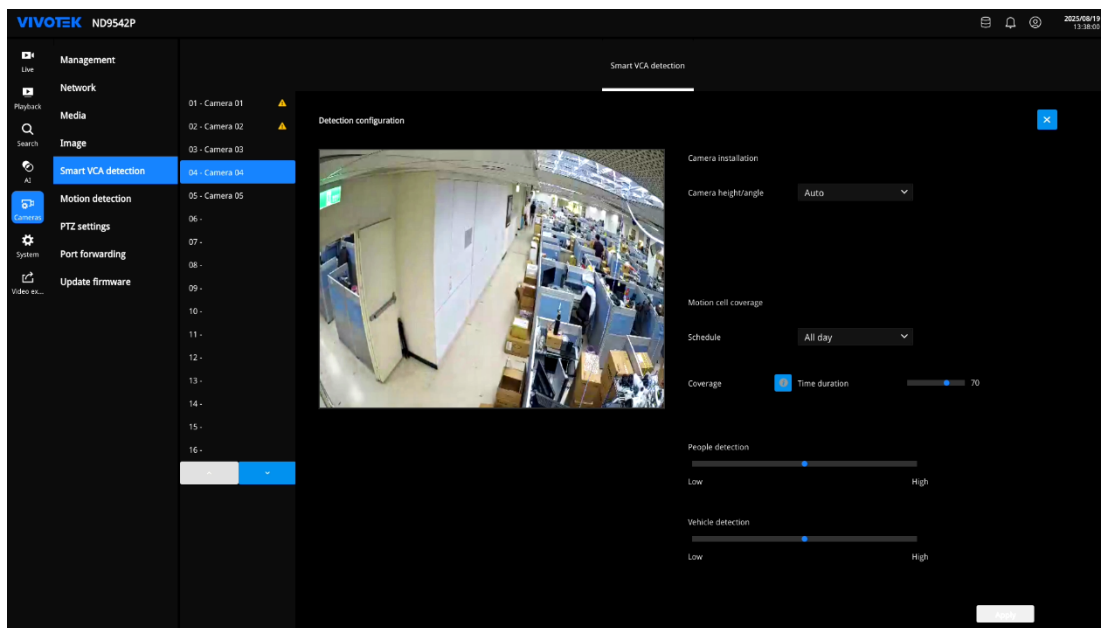 VIVOTEK ND9542P
2025/08/19
13:38:00
Live
Playback
Search
AI
Cameras
System
Video ex...
Management
Network
Media
Image
Smart VCA detection
Motion detection
PTZ settings
Port forwarding
Update firmware
01 - Camera 01
02 - Camera 02
03 - Camera 03
04 - Camera 04
05 - Camera 05
06 -
07 -
08 -
09 -
10 -
11 -
12 -
13 -
14 -
15 -
16 -
Smart VCA detection
Detection configuration
Camera installation
Camera height/angle Auto
Motion cell coverage
Schedule All day
Coverage Time duration 70
People detection
Low High
Vehicle detection
Low High